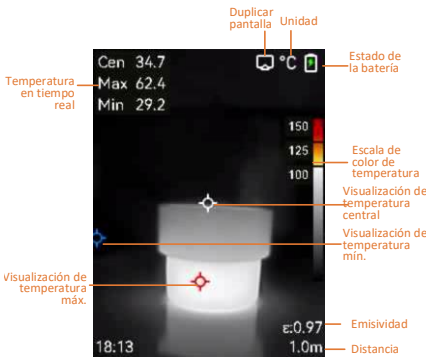 Duplicar
pantalla
Unidad
Cen 34.7
Max 62.4
Min 29.2
°C
Estado de
la batería
Temperatura
en tiempo
real
150
125
100
Escala de
color de
temperatura
Visualización de
temperatura
central
Visualización de
temperatura
mín.
Visualización de
temperatura
máx.
ε:0.97
Emisividad
18:13
1.0m
Distancia